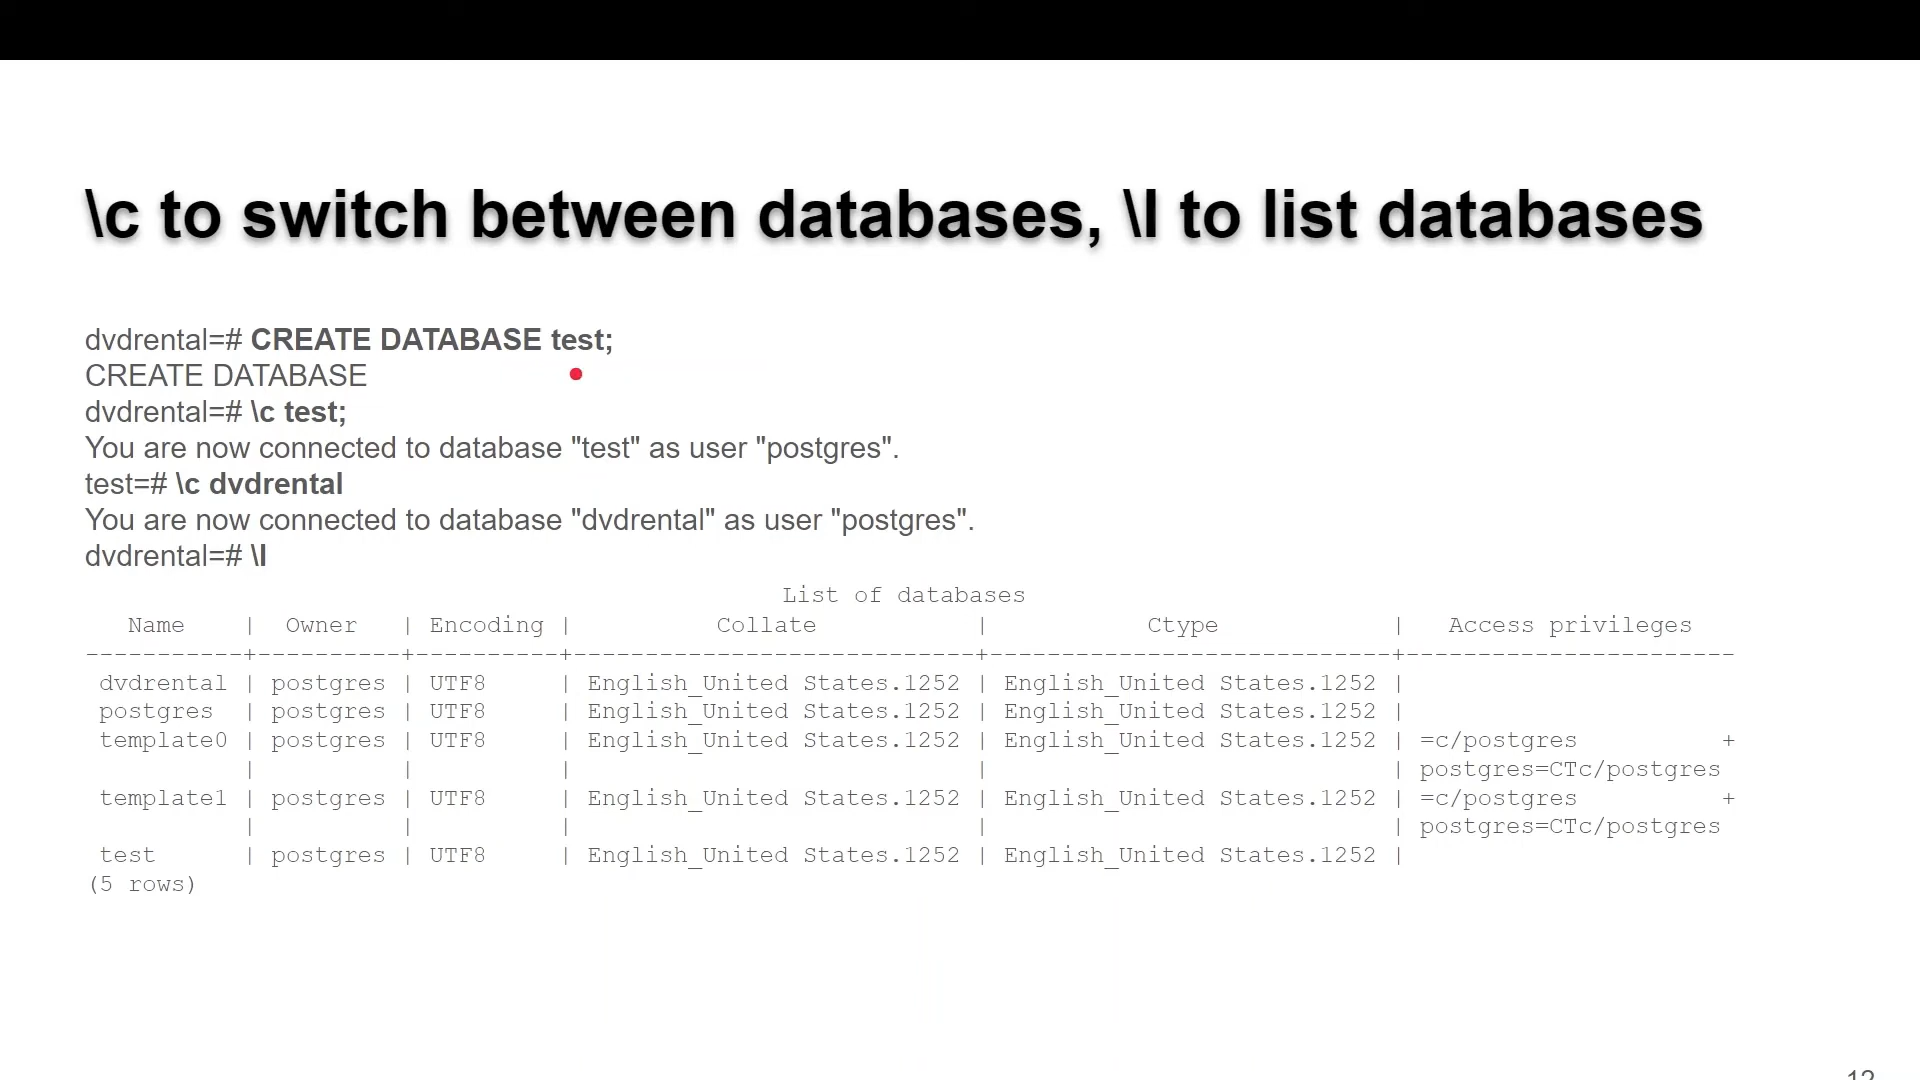 \c to switch between databases, \l to list databases
dvdrental=# CREATE DATABASE test;
CREATE DATABASE
dvdrental=# \c test;
You are now connected to database "test" as user "postgres".
test=# \c dvdrental
You are now connected to database "dvdrental" as user "postgres".
dvdrental=# \l
List of databases
   Name    |  Owner   | Encoding |          Collate           |           Ctype            |   Access privileges
-----------+----------+----------+----------------------------+----------------------------+-----------------------
 dvdrental | postgres | UTF8     | English_United States.1252 | English_United States.1252 |
 postgres  | postgres | UTF8     | English_United States.1252 | English_United States.1252 |
 template0 | postgres | UTF8     | English_United States.1252 | English_United States.1252 | =c/postgres          +
           |          |          |                            |                            | postgres=CTc/postgres
 template1 | postgres | UTF8     | English_United States.1252 | English_United States.1252 | =c/postgres          +
           |          |          |                            |                            | postgres=CTc/postgres
 test      | postgres | UTF8     | English_United States.1252 | English_United States.1252 |
(5 rows)
12